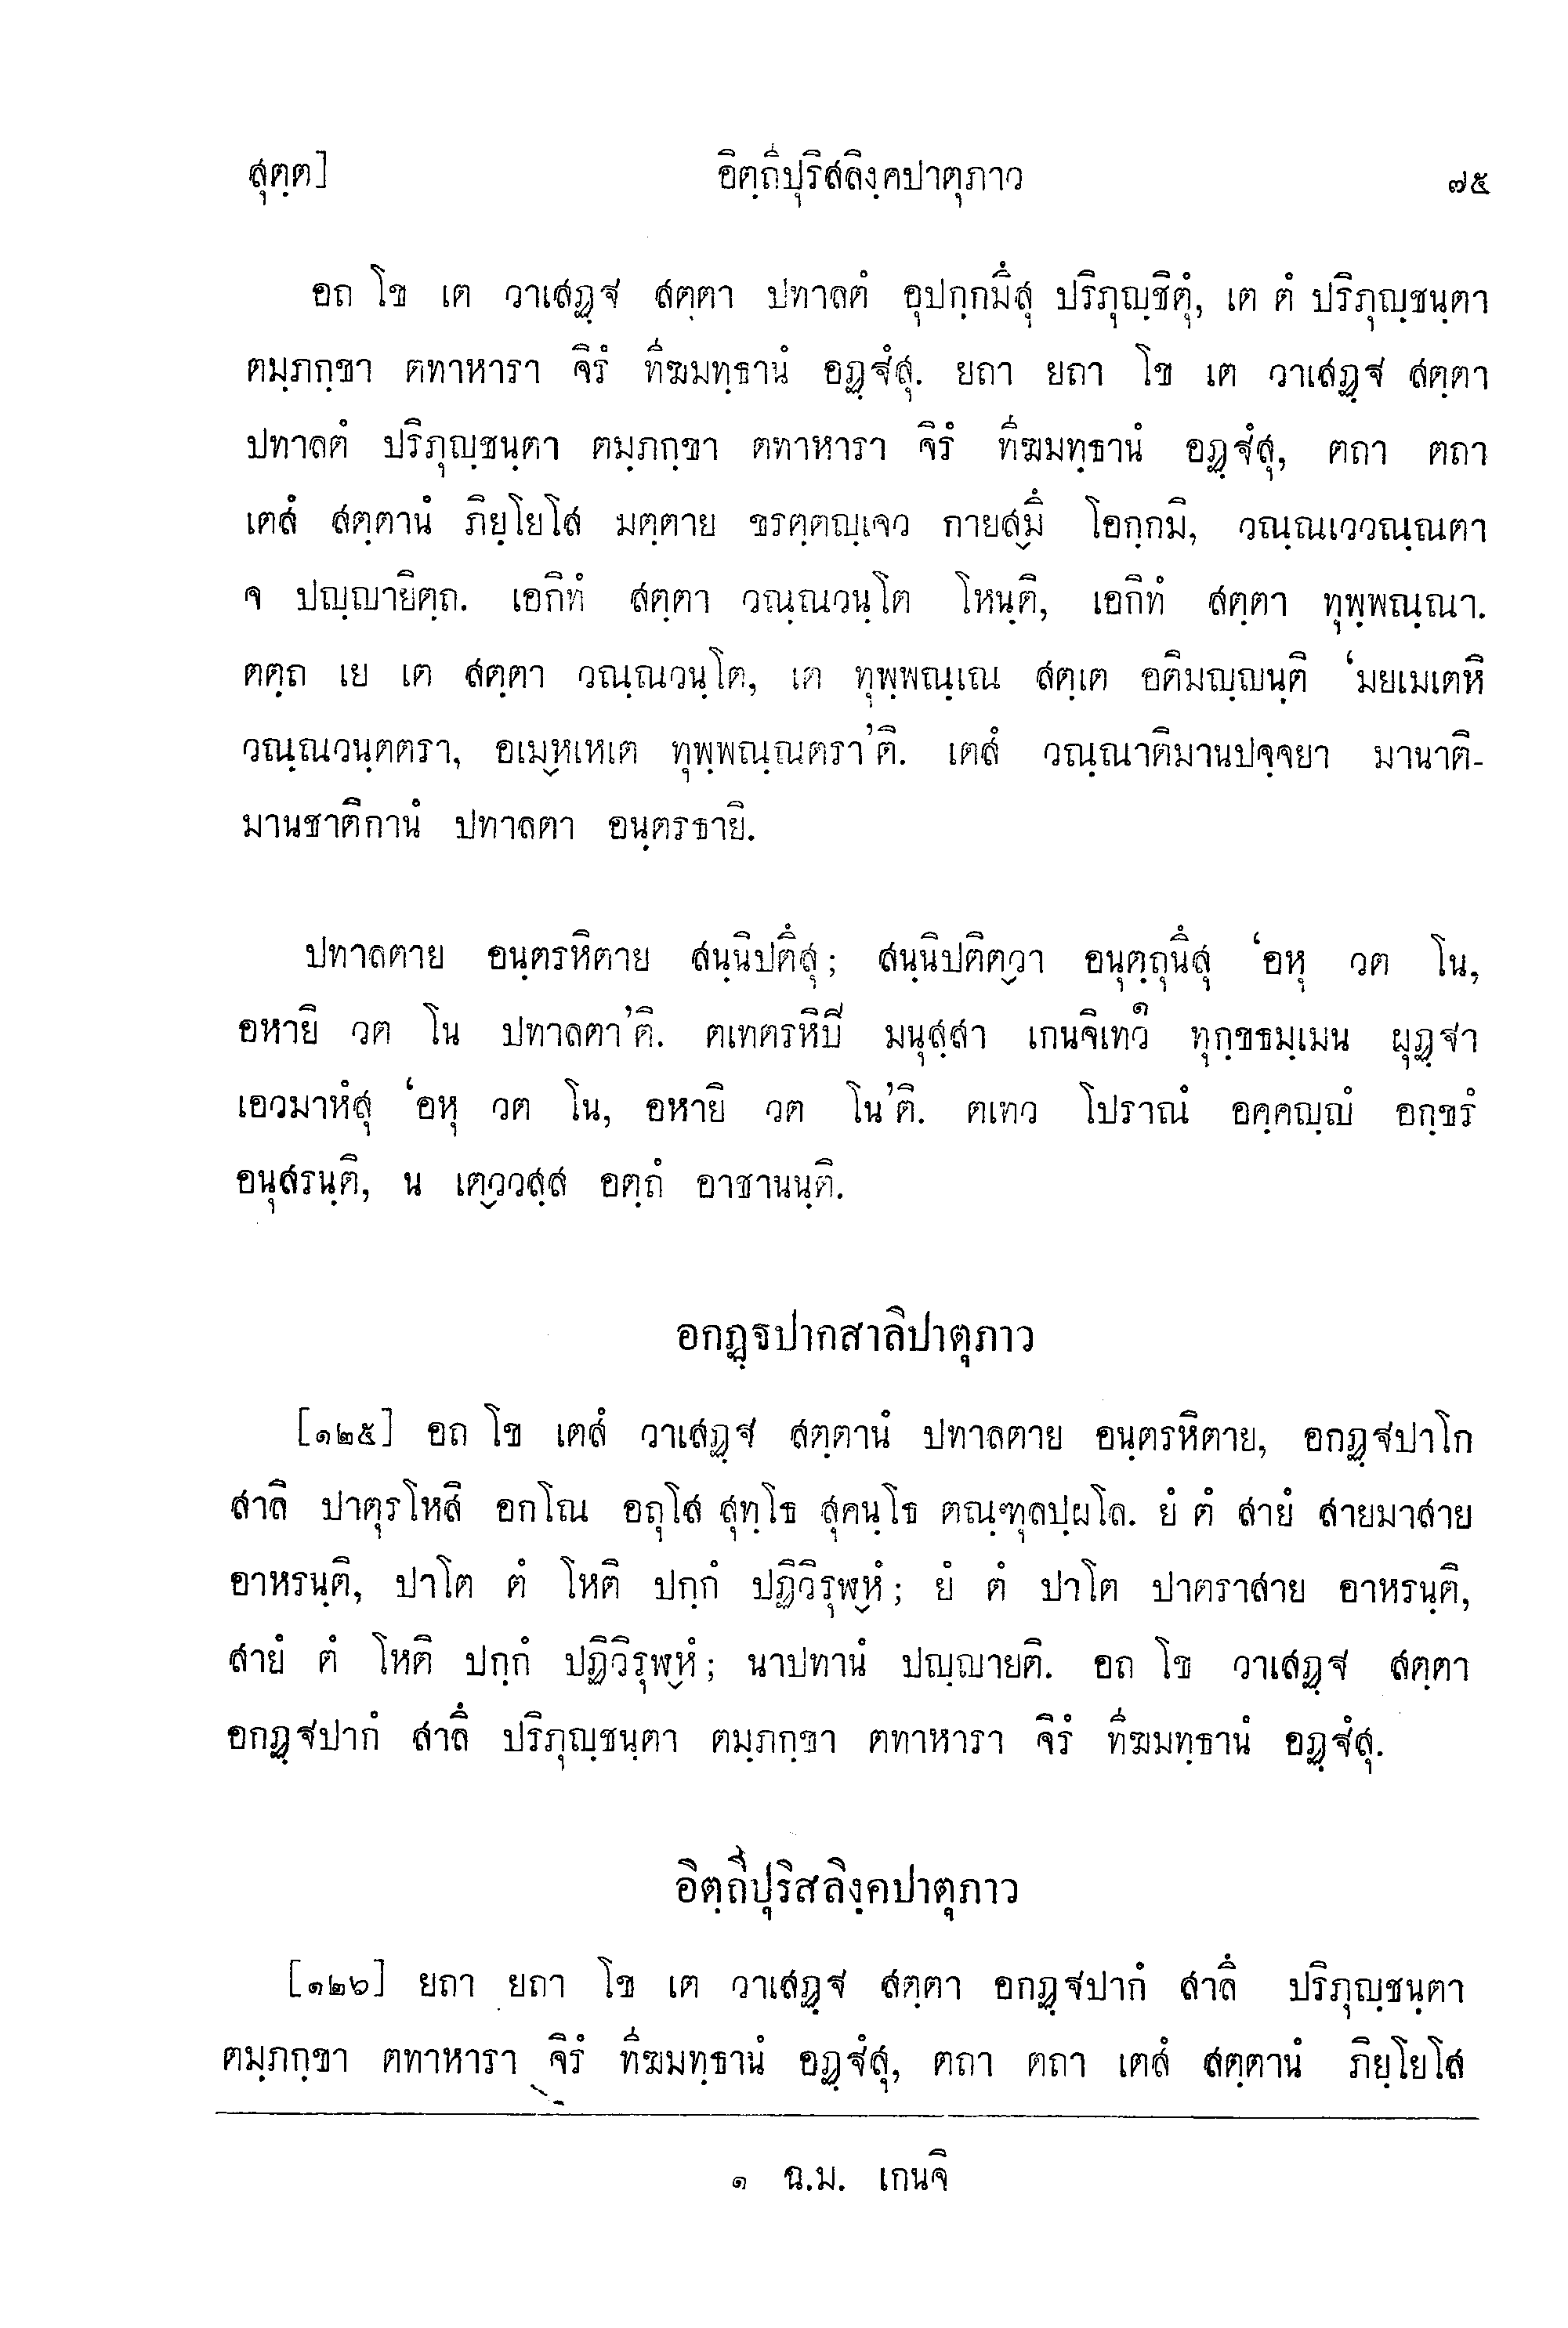 สุตฺต] อิตฺถีปุริสลิงฺคปาตุภาว ๗๕
อถ โข เต วาเสฏฺฐ สตฺตา ปทาลตํ อุปกฺกมึสุ ปริภุญฺชิตุํ, เต ตํ ปริภุญฺชนฺตา
ตมฺภกฺขา ตทาหารา จิรํ ทีฆมทฺธานํ อฏฺฐํสุ. ยถา ยถา โข เต วาเสฏฺฐ สตฺตา
ปทาลตํ ปริภุญฺชนฺตา ตมฺภกฺขา ตทาหารา จิรํ ทีฆมทฺธานํ อฏฺฐํสุ, ตถา ตถา
เตสํ สตฺตานํ ภิยฺโยโส มตฺตาย ขรตฺตญฺเจว กายสฺมึ โอกฺกมิ, วณฺณเววณฺณตา
จ ปญฺญายิตฺถ. เอกิทํ สตฺตา วณฺณวนฺโต โหนฺติ, เอกิทํ สตฺตา ทุพฺพณฺณา.
ตตฺถ เย เต สตฺตา วณฺณวนฺโต, เต ทุพฺพณฺเณ สตฺเต อติมญฺญนฺติ ‘มยเมเตหิ
วณฺณวนฺตตรา, อเมฺหเหเต ทุพฺพณฺณตรา’ติ. เตสํ วณฺณาติมานปจฺจยา มานาติ-
มานชาติกานํ ปทาลตา อนฺตรธายิ.
ปทาลตาย อนฺตรหิตาย สนฺนิปตึสุ; สนฺนิปติตฺวา อนุตฺถุนึสุ ‘อหุ วต โน,
อหายิ วต โน ปทาลตา’ติ. ตเทตรหิปิ มนุสฺสา เกนจิเทว๑ ทุกฺขธมฺเมน ผุฏฺฐา
เอวมาหํสุ ‘อหุ วต โน, อหายิ วต โน’ติ. ตเทว โปราณํ อคฺคญฺญํ อกฺขรํ
อนุสรนฺติ, น เตฺววสฺส อตฺถํ อาชานนฺติ.
อกฏฺฐปากสาลิปาตุภาว
[๑๒๕] อถ โข เตสํ วาเสฏฺฐ สตฺตานํ ปทาลตาย อนฺตรหิตาย, อกฏฺฐปาโก
สาลิ ปาตุรโหสิ อกโณ อถุโส สุทฺโธ สุคนฺโธ ตณฺฑุลปฺผโล. ยํ ตํ สายํ สายมาสาย
อาหรนฺติ, ปาโต ตํ โหติ ปกฺกํ ปฏิวิรุฬฺหํ; ยํ ตํ ปาโต ปาตราสาย อาหรนฺติ,
สายํ ตํ โหติ ปกฺกํ ปฏิวิรุฬฺหํ; นาปทานํ ปญฺญายติ. อถ โข วาเสฏฺฐ สตฺตา
อกฏฺฐปากํ สาลึ ปริภุญฺชนฺตา ตมฺภกฺขา ตทาหารา จิรํ ทีฆมทฺธานํ อฏฺฐํสุ.
อิตฺถีปุริสลิงฺคปาตุภาว
[๑๒๖] ยถา ยถา โข เต วาเสฏฺฐ สตฺตา อกฏฺฐปากํ สาลึ ปริภุญฺชนฺตา
ตมฺภกฺขา ตทาหารา จิรํ ทีฆมทฺธานํ อฏฺฐํสุ, ตถา ตถา เตสํ สตฺตานํ ภิยฺโยโส
๑ ฉ.ม. เกนจิ